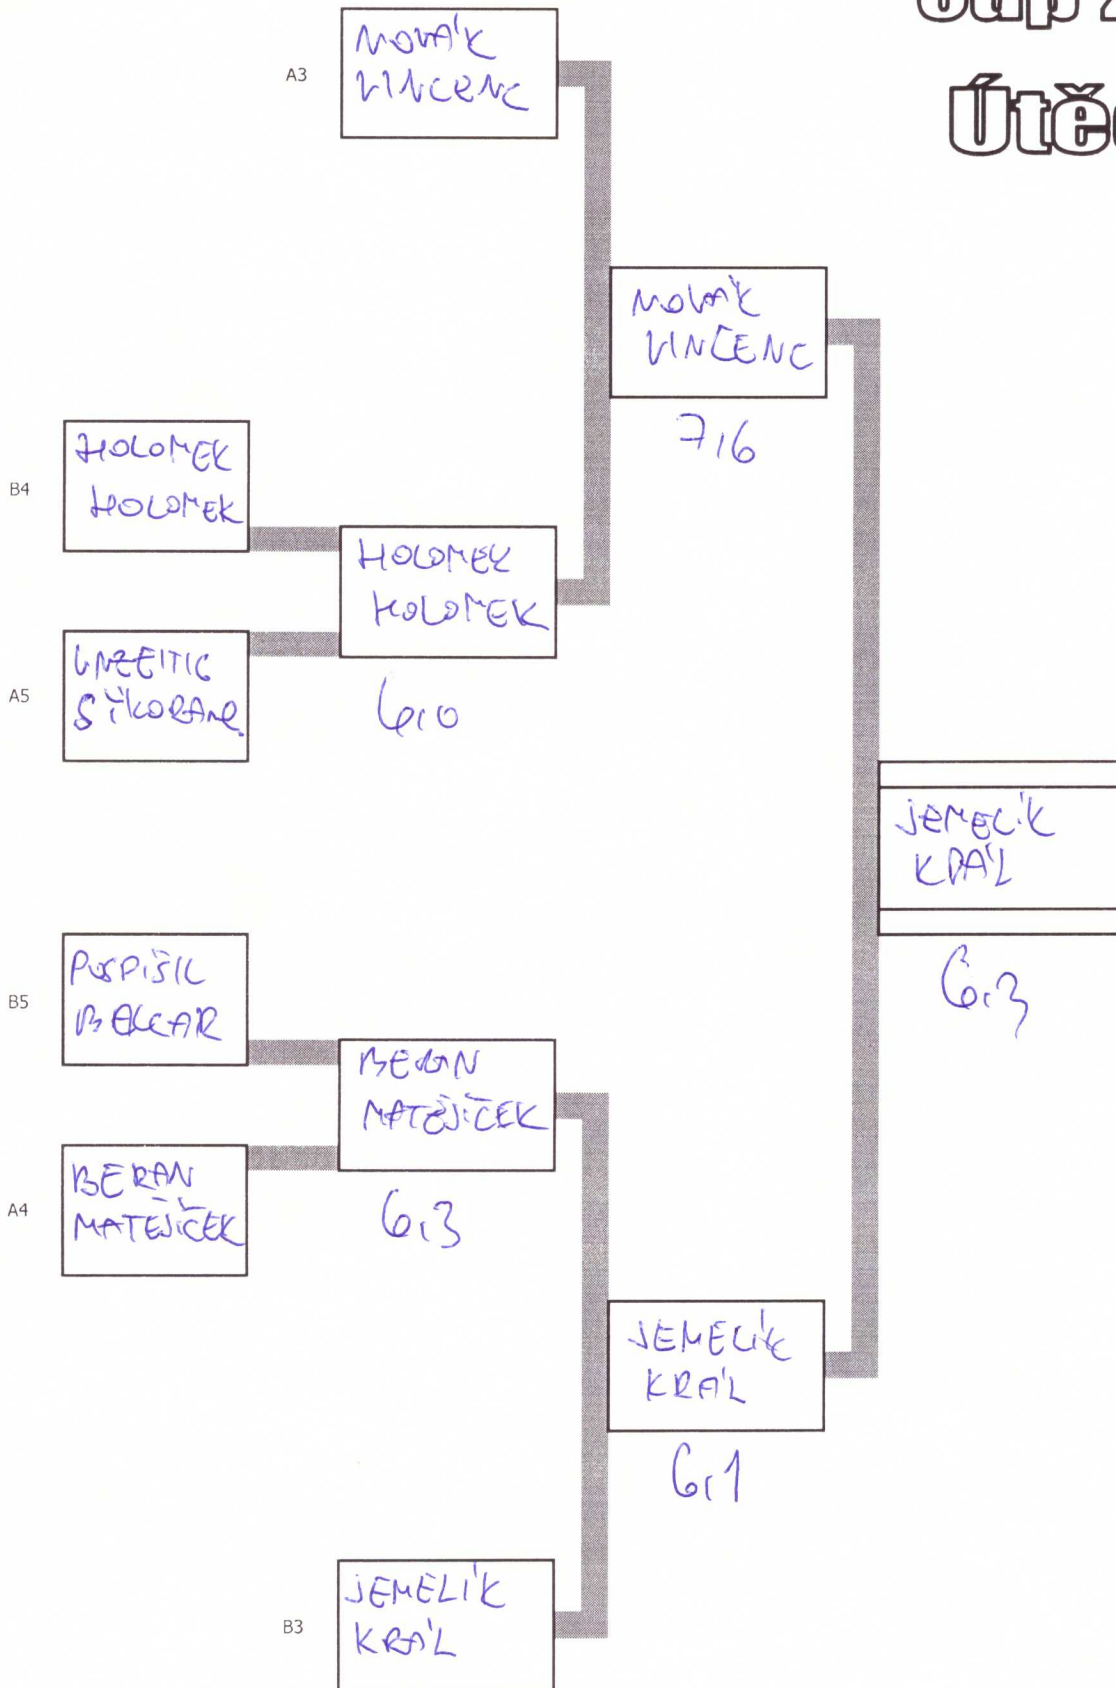 Útě
A3
NOVÁK
VINCENC
NOVÁK
VINCENC
7,6
B4
HOLOMEK
HOLOMEK
HOLOMEK
HOLOMEK
6,0
A5
JEMELÍK
KRÁL
6,3
B5
POSPÍŠIL
BALCAR
BERAN
MATĚJÍČEK
6,3
A4
BERAN
MATĚJÍČEK
JEMELÍK
KRÁL
6,1
B3
JEMELÍK
KRÁL